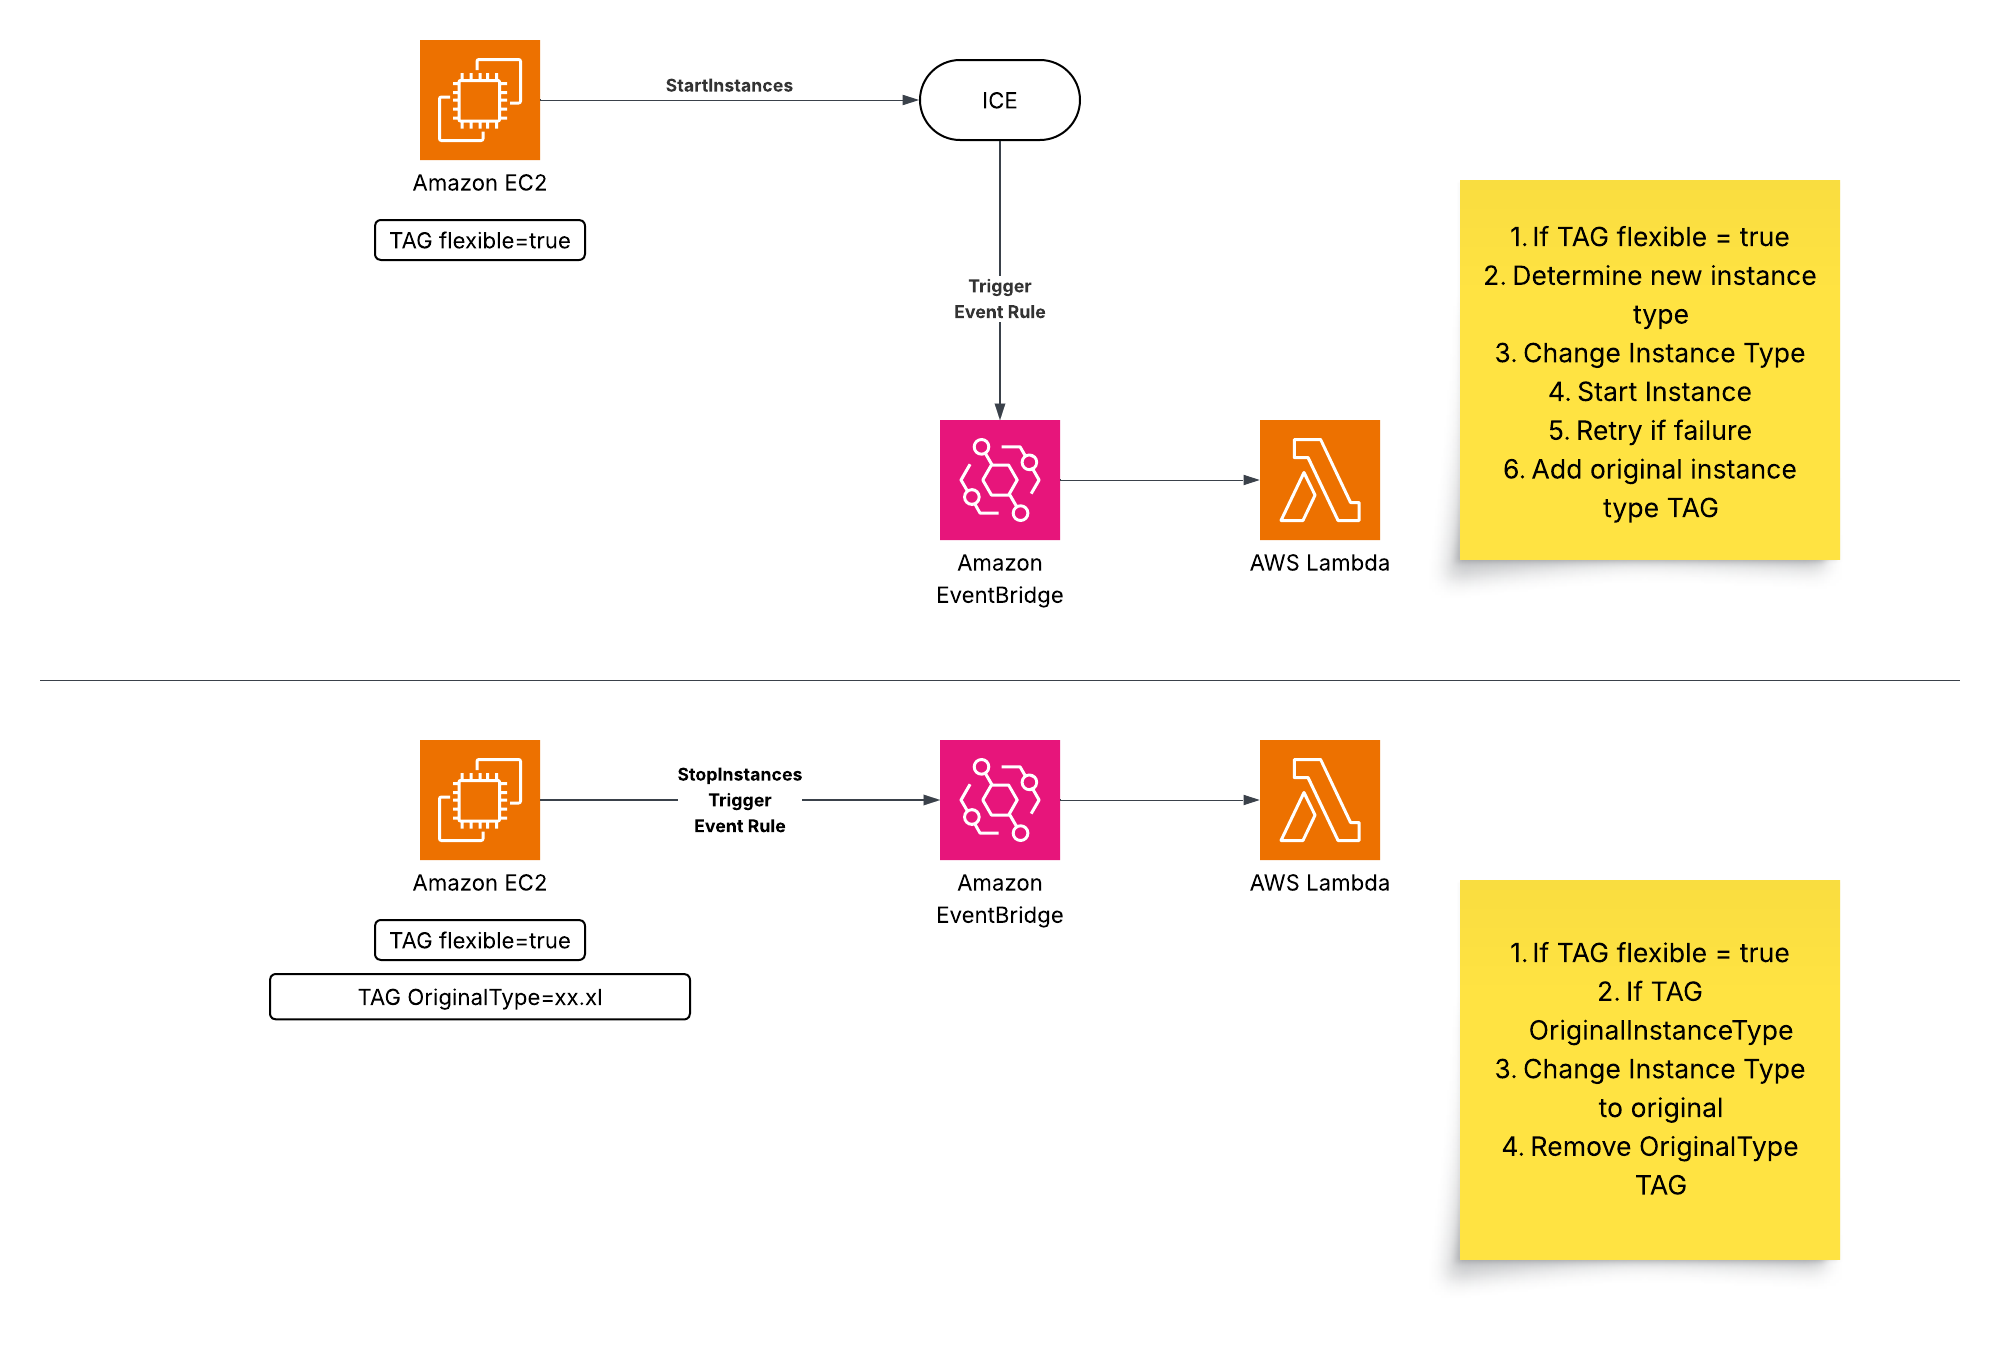 StartInstances
ICE
Amazon EC2
TAG flexible=true
Trigger
Event Rule
1. If TAG flexible = true
2. Determine new instance
type
3. Change Instance Type
4. Start Instance
5. Retry if failure
6. Add original instance
type TAG
Amazon
EventBridge
AWS Lambda
StopInstances
Trigger
Event Rule
Amazon EC2
Amazon
EventBridge
AWS Lambda
TAG flexible=true
TAG OriginalType=xx.xl
1. If TAG flexible = true
2. If TAG
OriginalInstanceType
3. Change Instance Type
to original
4. Remove OriginalType
TAG